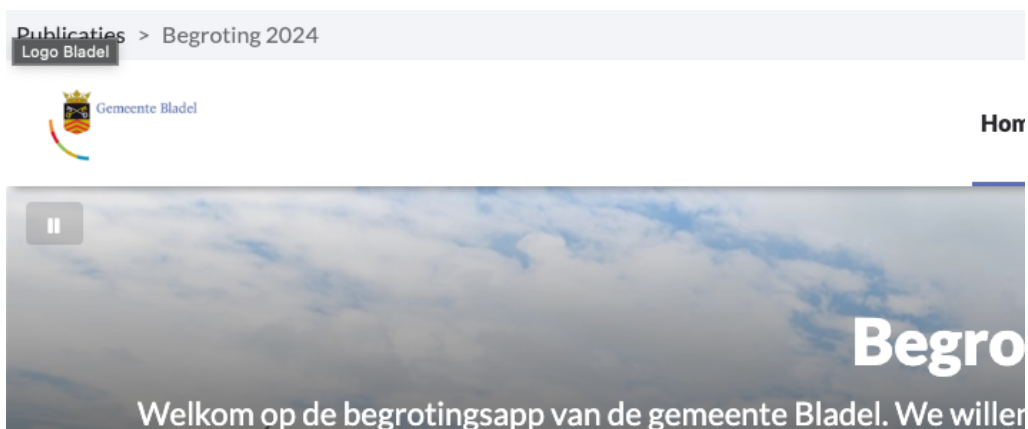 Publicaties > Begroting 2024
Logo Bladel
Gemeente Bladel
Hom
Begro
Welkom op de begrotingsapp van de gemeente Bladel. We willen